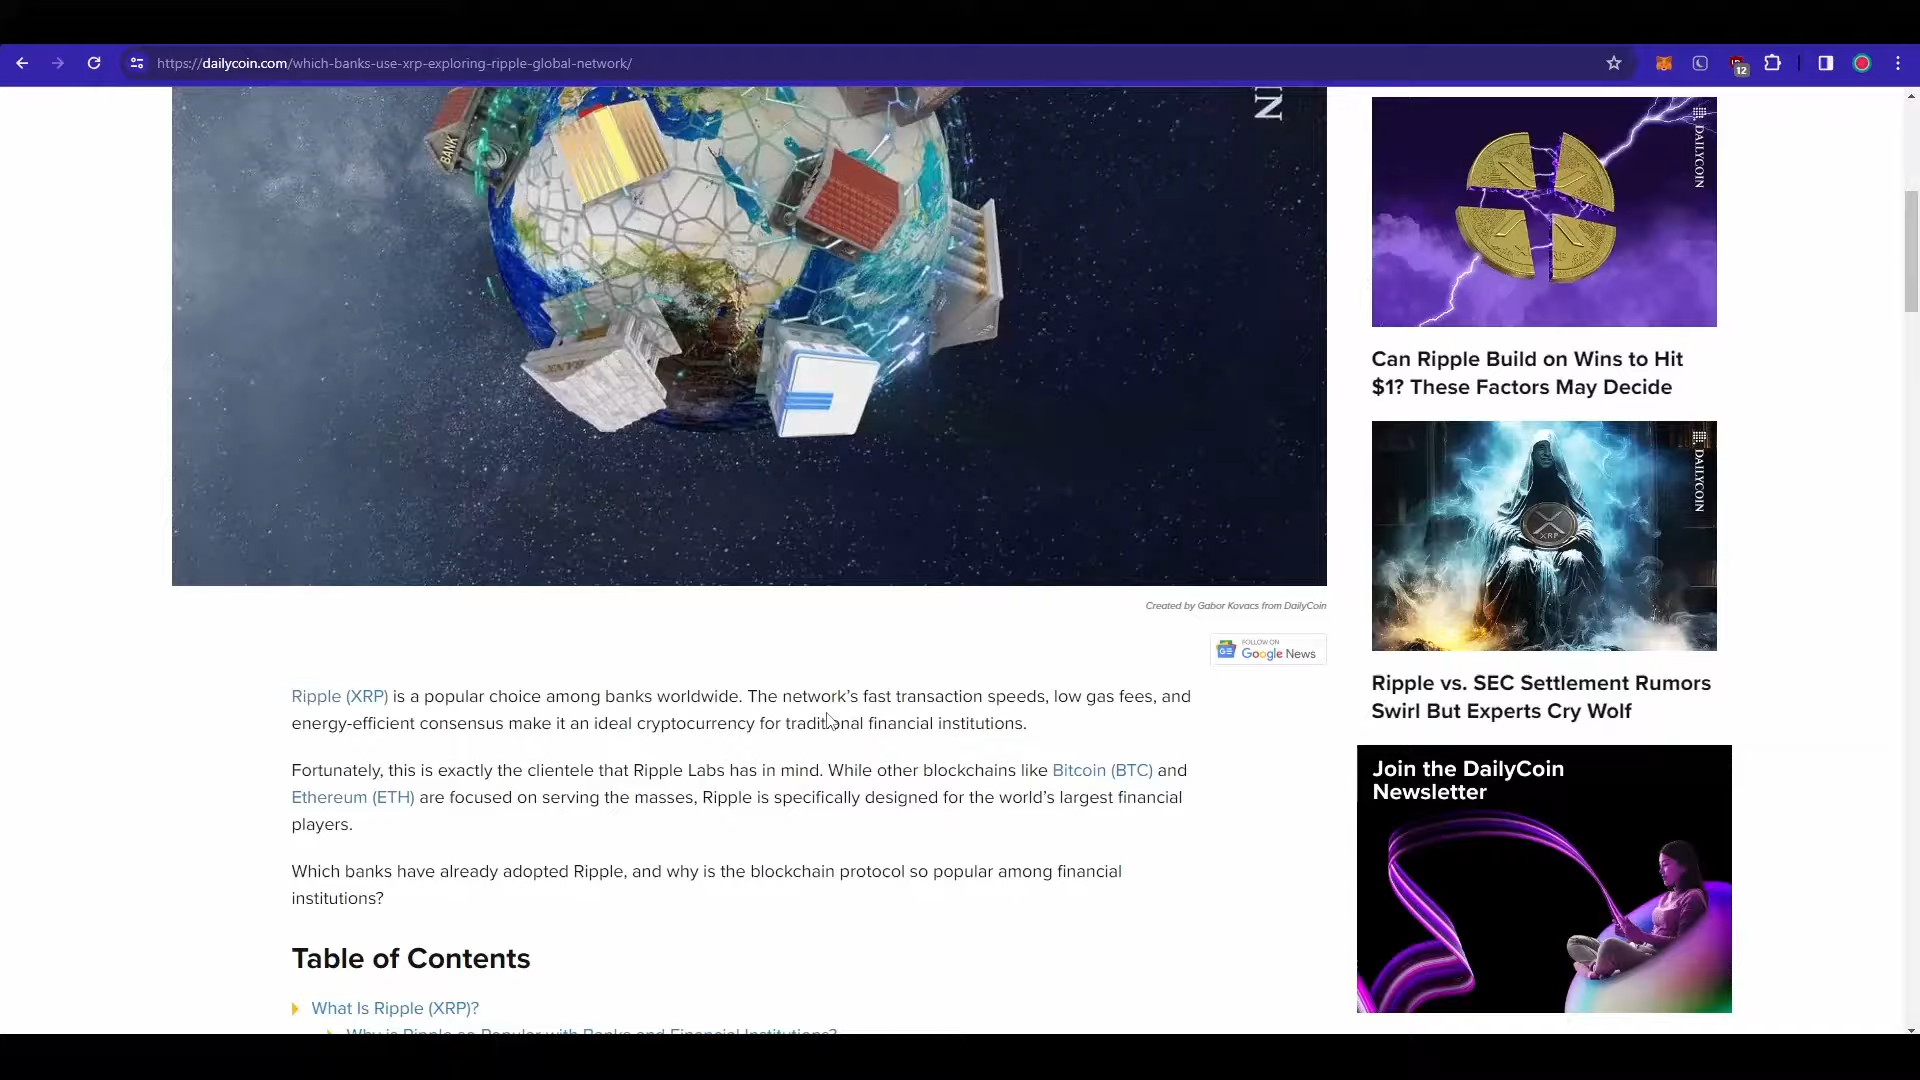 https://dailycoin.com/which-banks-use-xrp-exploring-ripple-global-network/
12
BANK
BANK
DAILYCOIN
Can Ripple Build on Wins to Hit
$1? These Factors May Decide
DAILYCOIN
XRP
Ripple vs. SEC Settlement Rumors
Swirl But Experts Cry Wolf
Join the DailyCoin
Newsletter
Created by Gabor Kovacs from DailyCoin
FOLLOW ON
Google News
Ripple (XRP) is a popular choice among banks worldwide. The network's fast transaction speeds, low gas fees, and
energy-efficient consensus make it an ideal cryptocurrency for traditional financial institutions.
Fortunately, this is exactly the clientele that Ripple Labs has in mind. While other blockchains like Bitcoin (BTC) and
Ethereum (ETH) are focused on serving the masses, Ripple is specifically designed for the world's largest financial
players.
Which banks have already adopted Ripple, and why is the blockchain protocol so popular among financial
institutions?
Table of Contents
What Is Ripple (XRP)?
Why is Ripple so Popular with Banks and Financial Institutions?